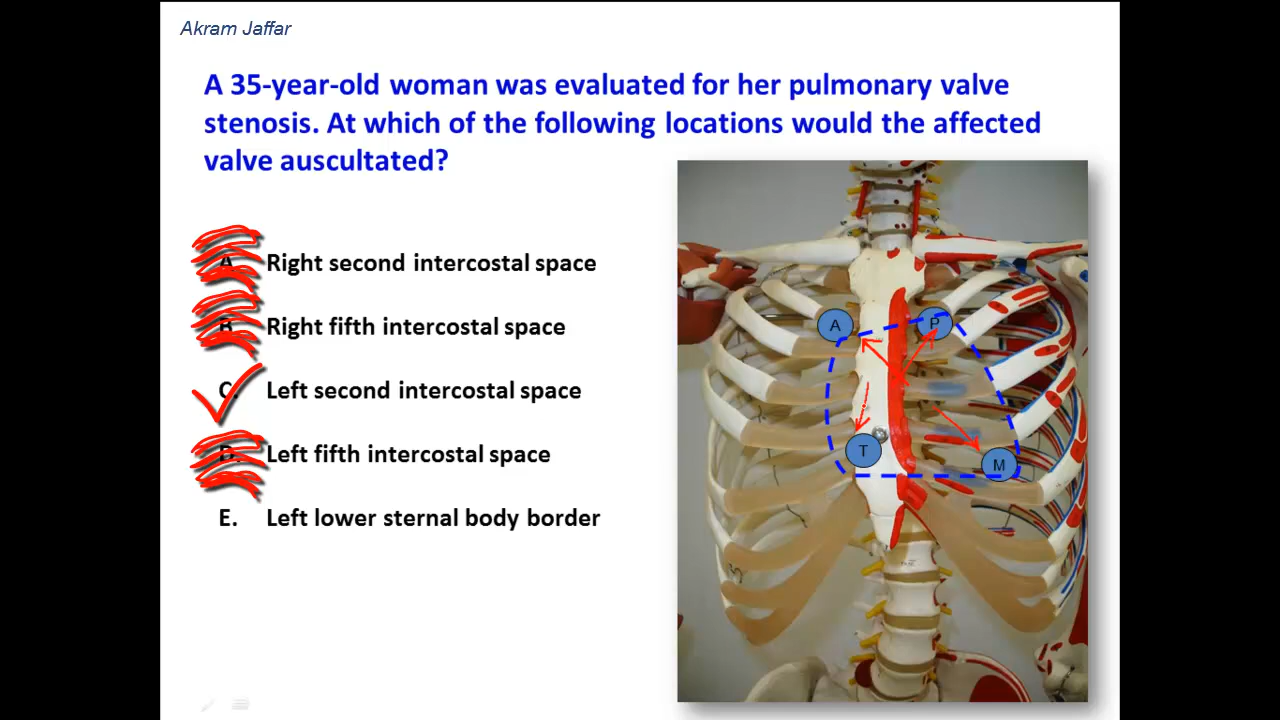 Akram Jaffar
A 35-year-old woman was evaluated for her pulmonary valve
stenosis. At which of the following locations would the affected
valve auscultated?
A. Right second intercostal space
B. Right fifth intercostal space
C. Left second intercostal space
D. Left fifth intercostal space
E. Left lower sternal body border
A
P
T
M